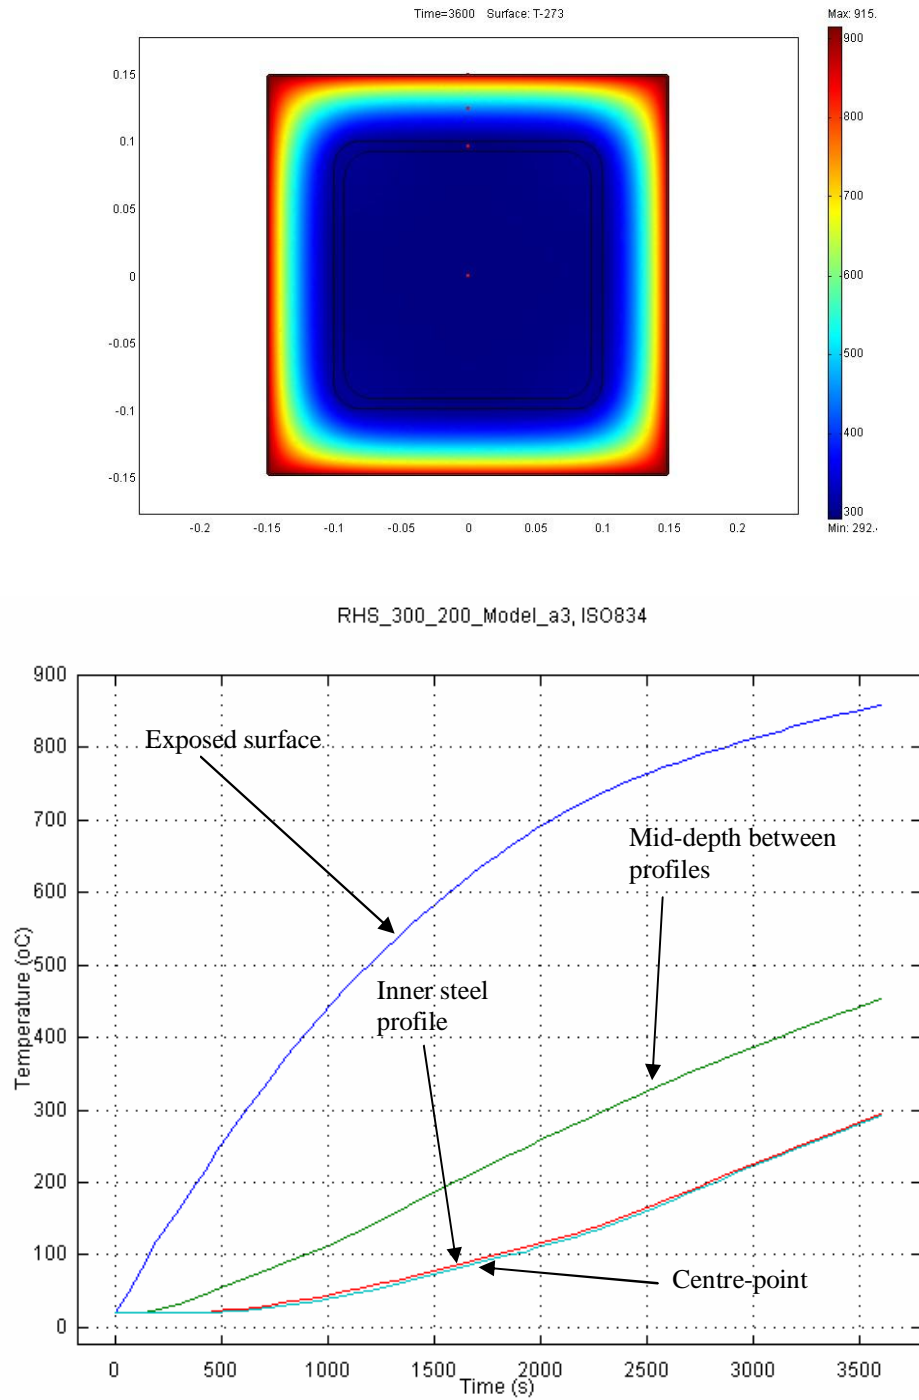 Time=3600 Surface: T-273
Max: 915.
900
0.15
800
0.1
700
0.05
0
600
-0.05
500
-0.1
400
-0.15
300
-0.2 -0.15 -0.1 -0.05 0 0.05 0.1 0.15 0.2
Min: 292.
RHS_300_200_Model_a3, ISO834
900
Exposed surface
800
700
Mid-depth between
profiles
600
500
Temperature (oC)
Inner steel
profile
400
300
200
100
Centre-point
0
0 500 1000 1500 2000 2500 3000 3500
Time (s)